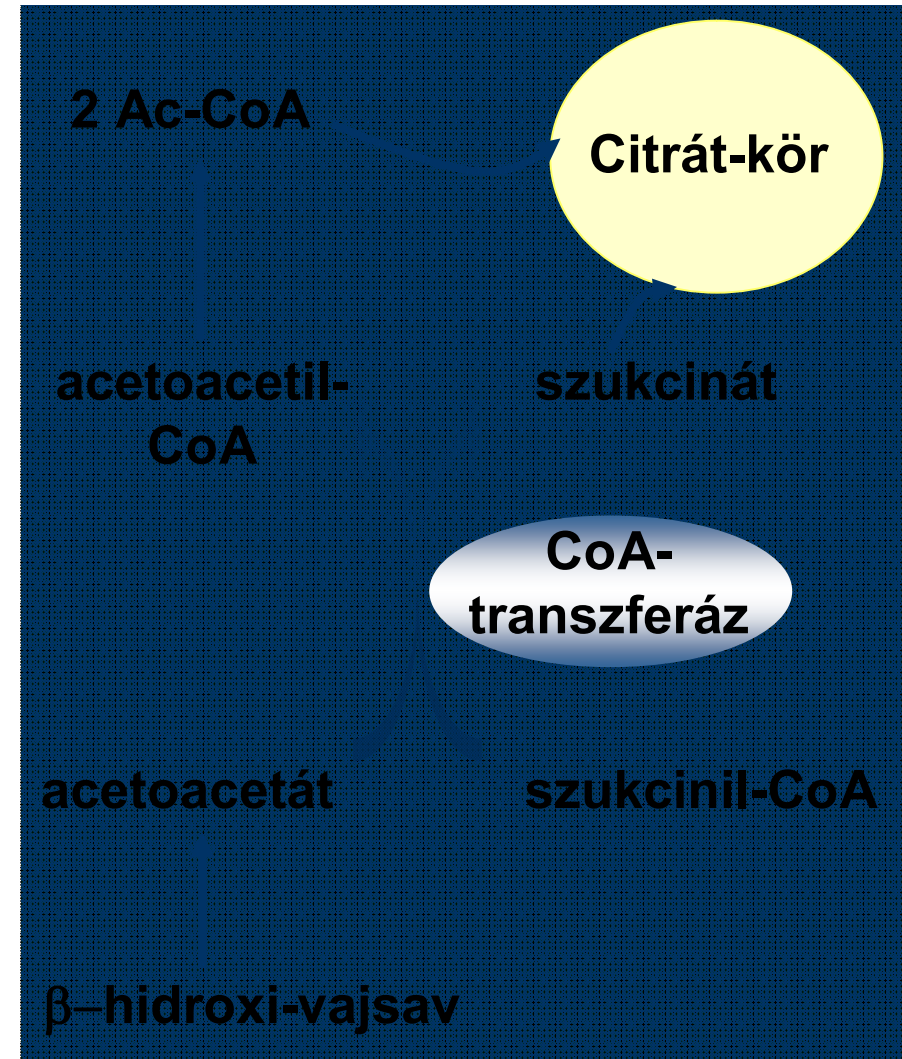 2 Ac-CoA
Citrát-kör
acetoacetil-
CoA
szukcinát
CoA-
transzferáz
acetoacetát
szukcinil-CoA
β–hidroxi-vajsav